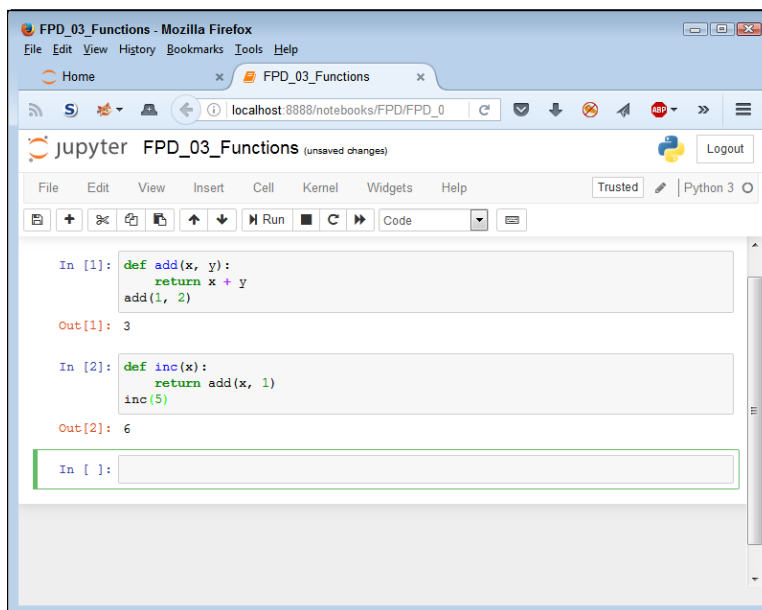 FPD_03_Functions - Mozilla Firefox
File Edit View History Bookmarks Tools Help
Home FPD_03_Functions
S) ABP localhost:8888/notebooks/FPD/FPD_0
jupyter FPD_03_Functions (unsaved changes) Logout
File Edit View Insert Cell Kernel Widgets Help Trusted Python 3
Run Code
In [1]: def add(x, y):
return x + y
add(1, 2)
Out[1]: 3
In [2]: def inc(x):
return add(x, 1)
inc(5)
Out[2]: 6
In [ ]: